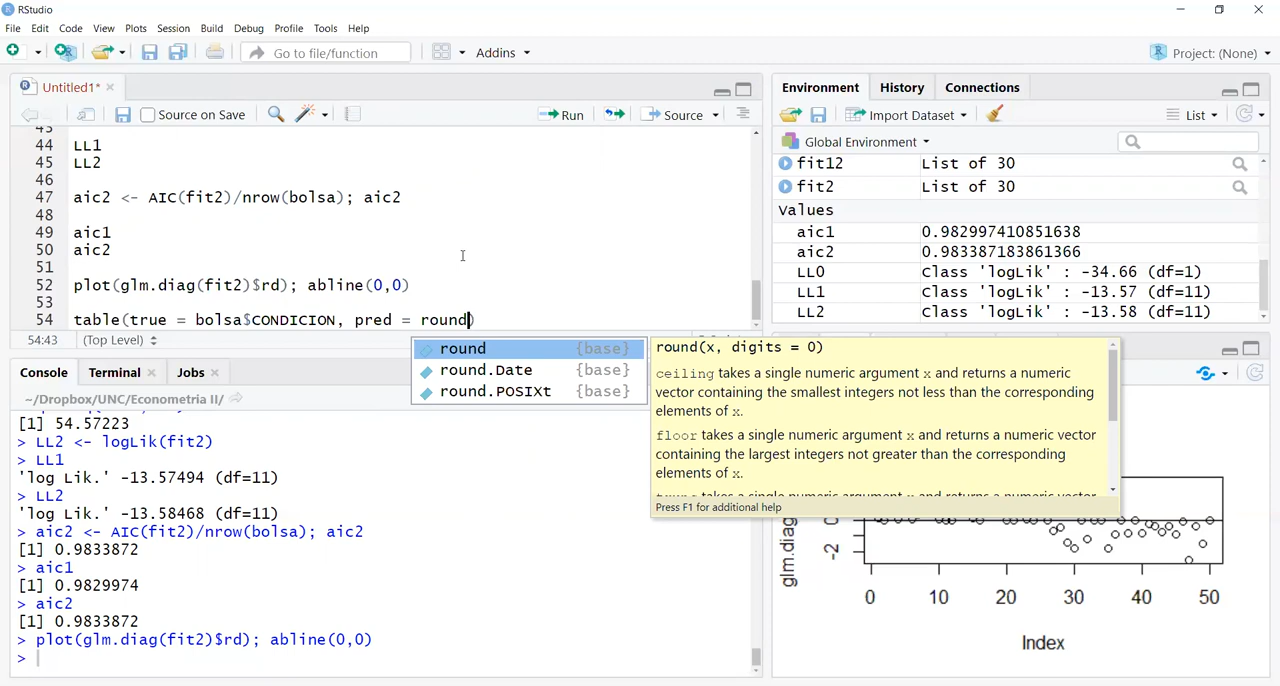 RStudio
File Edit Code View Plots Session Build Debug Profile Tools Help
Go to file/function
Addins
Project: (None)
Untitled1*
Source on Save
Run
Source
43
44 LL1
45 LL2
46
47 aic2 <- AIC(fit2)/nrow(bolsa); aic2
48
49 aic1
50 aic2
51
52 plot(glm.diag(fit2)$rd); abline(0,0)
53
54 table(true = bolsa$CONDICION, pred = round)
54:43 (Top Level)
round {base}
round.Date {base}
round.POSIXt {base}
round(x, digits = 0)
ceiling takes a single numeric argument x and returns a numeric
vector containing the smallest integers not less than the corresponding
elements of x.
floor takes a single numeric argument x and returns a numeric vector
containing the largest integers not greater than the corresponding
elements of x.
Press F1 for additional help
Console Terminal Jobs
~/Dropbox/UNC/Econometria II/
[1] 54.57223
> LL2 <- logLik(fit2)
> LL1
'log Lik.' -13.57494 (df=11)
> LL2
'log Lik.' -13.58468 (df=11)
> aic2 <- AIC(fit2)/nrow(bolsa); aic2
[1] 0.9833872
> aic1
[1] 0.9829974
> aic2
[1] 0.9833872
> plot(glm.diag(fit2)$rd); abline(0,0)
>
Environment History Connections
Import Dataset
List
Global Environment
fit12 List of 30
fit2 List of 30
Values
aic1 0.982997410851638
aic2 0.983387183861366
LL0 Class 'logLik' : -34.66 (df=1)
LL1 Class 'logLik' : -13.57 (df=11)
LL2 Class 'logLik' : -13.58 (df=11)
glm.diag
0
-2
0 10 20 30 40 50
Index